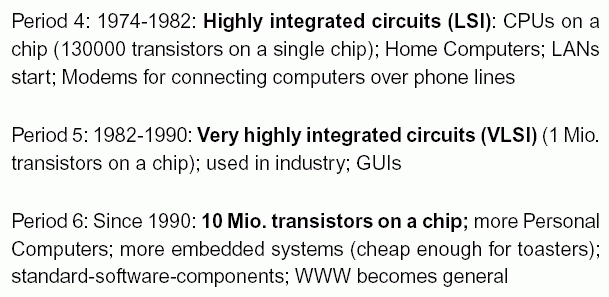 Period 4: 1974-1982: Highly integrated circuits (LSI): CPUs on a
chip (130000 transistors on a single chip); Home Computers; LANs
start; Modems for connecting computers over phone lines
Period 5: 1982-1990: Very highly integrated circuits (VLSI) (1 Mio.
transistors on a chip); used in industry; GUIs
Period 6: Since 1990: 10 Mio. transistors on a chip; more Personal
Computers; more embedded systems (cheap enough for toasters);
standard-software-components; WWW becomes general